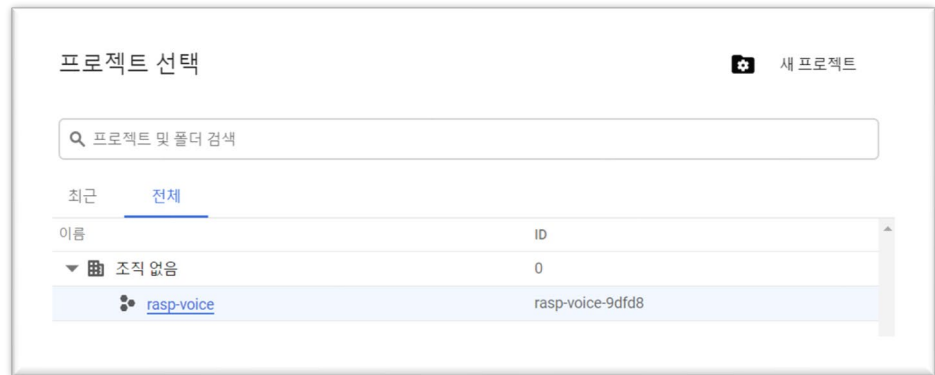 프로젝트 선택
새 프로젝트
프로젝트 및 폴더 검색
최근 전체
이름 ID
조직 없음 0
rasp-voice rasp-voice-9dfd8